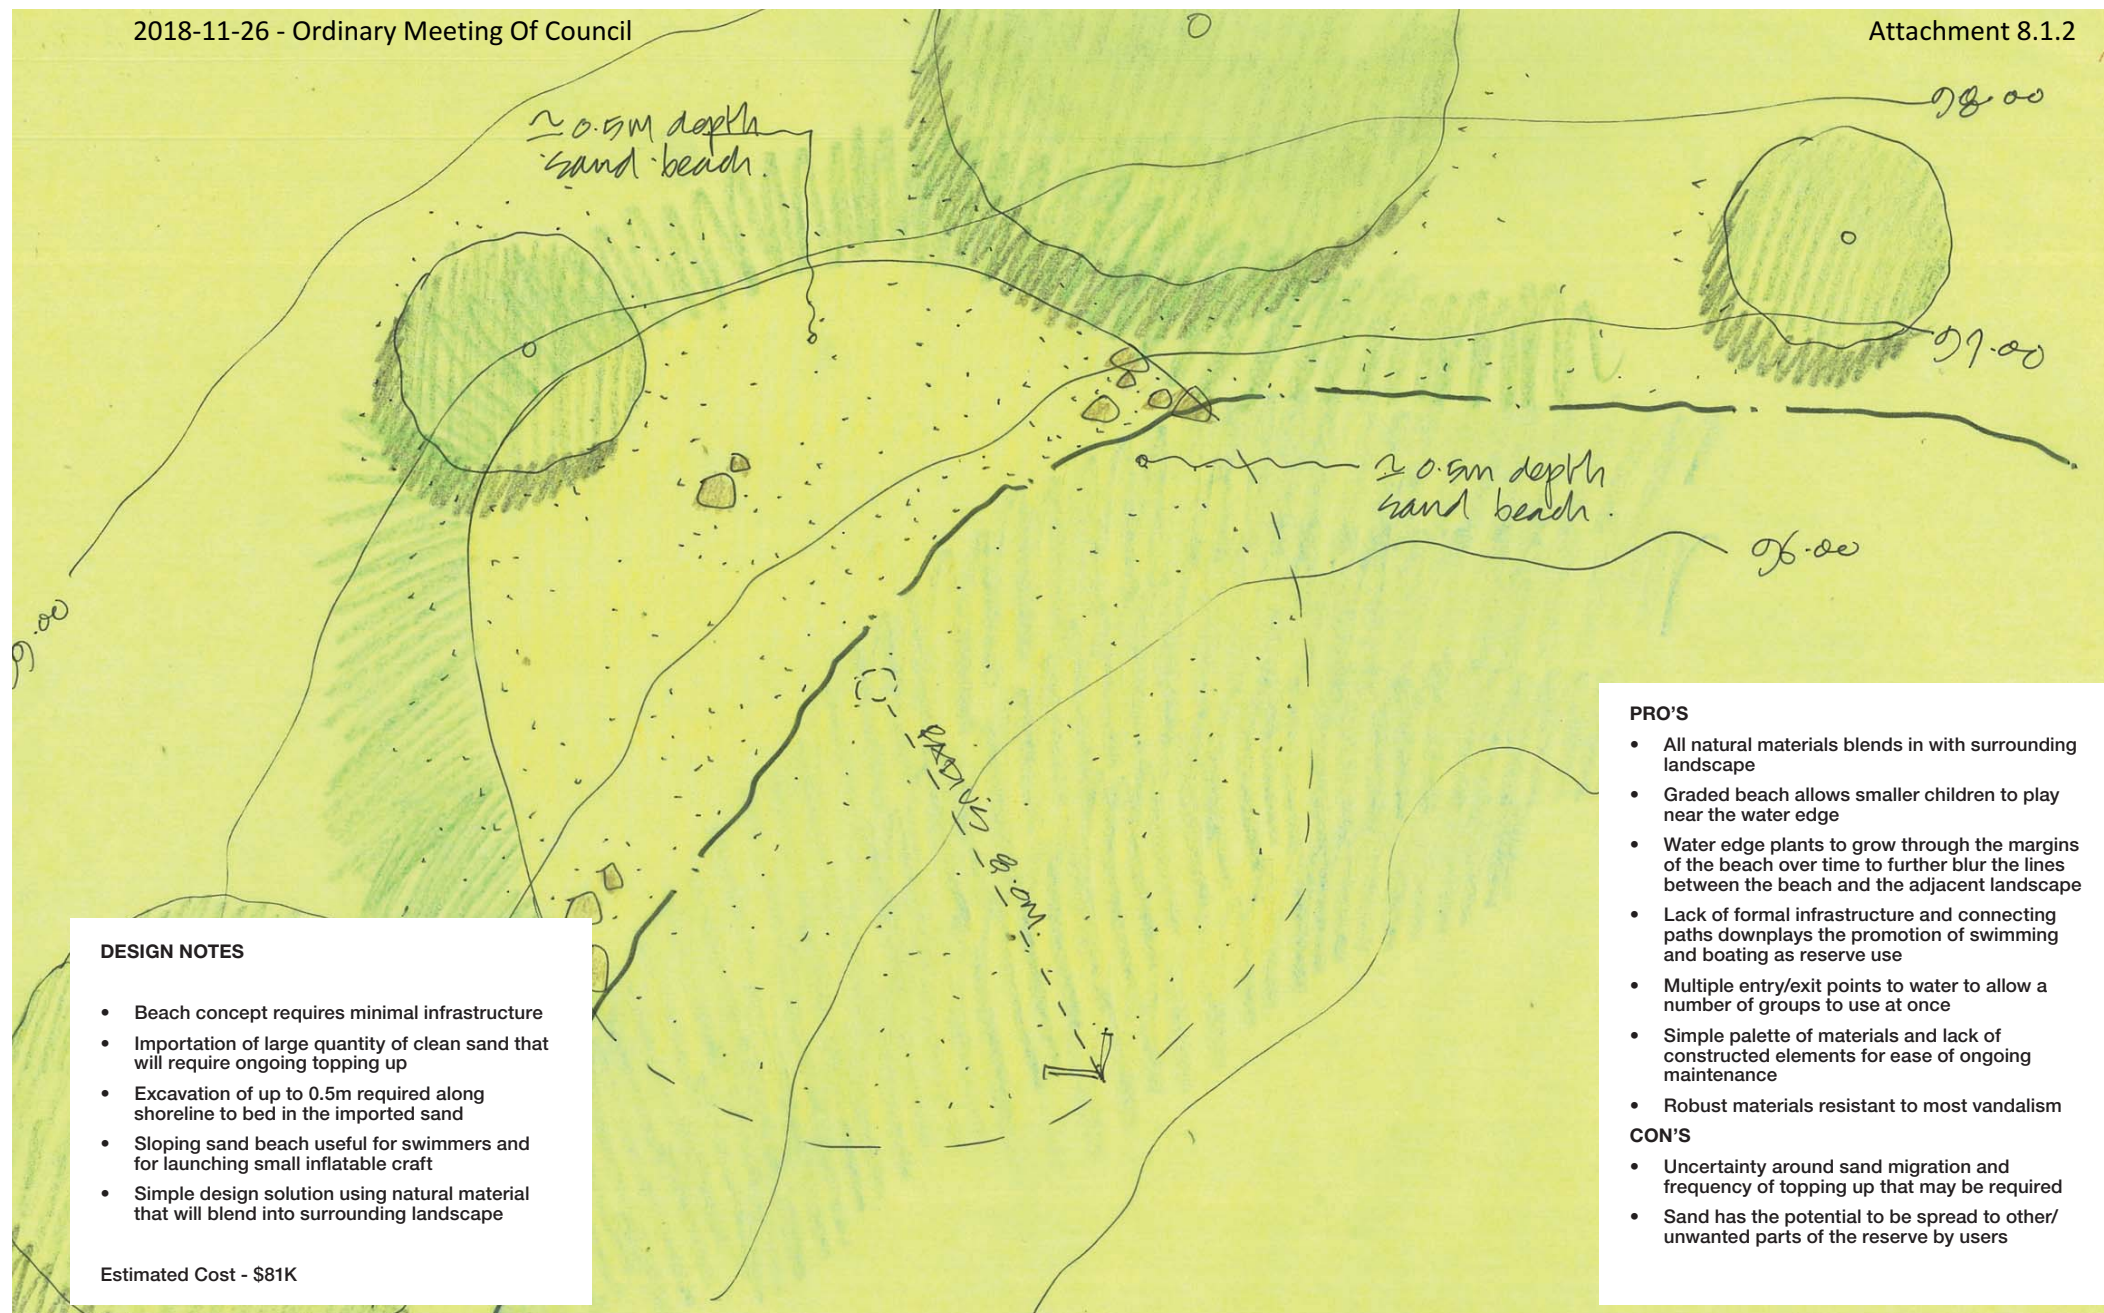 2018-11-26 - Ordinary Meeting Of Council
Attachment 8.1.2
98.00
≃ 0.5M depth
sand beach.
97.00
≃ 0.5m depth
sand beach.
96.00
99.00
RADIUS 8.0M.
DESIGN NOTES
• Beach concept requires minimal infrastructure
• Importation of large quantity of clean sand that
will require ongoing topping up
• Excavation of up to 0.5m required along
shoreline to bed in the imported sand
• Sloping sand beach useful for swimmers and
for launching small inflatable craft
• Simple design solution using natural material
that will blend into surrounding landscape
Estimated Cost - $81K
PRO'S
• All natural materials blends in with surrounding
landscape
• Graded beach allows smaller children to play
near the water edge
• Water edge plants to grow through the margins
of the beach over time to further blur the lines
between the beach and the adjacent landscape
• Lack of formal infrastructure and connecting
paths downplays the promotion of swimming
and boating as reserve use
• Multiple entry/exit points to water to allow a
number of groups to use at once
• Simple palette of materials and lack of
constructed elements for ease of ongoing
maintenance
• Robust materials resistant to most vandalism
CON'S
• Uncertainty around sand migration and
frequency of topping up that may be required
• Sand has the potential to be spread to other/
unwanted parts of the reserve by users